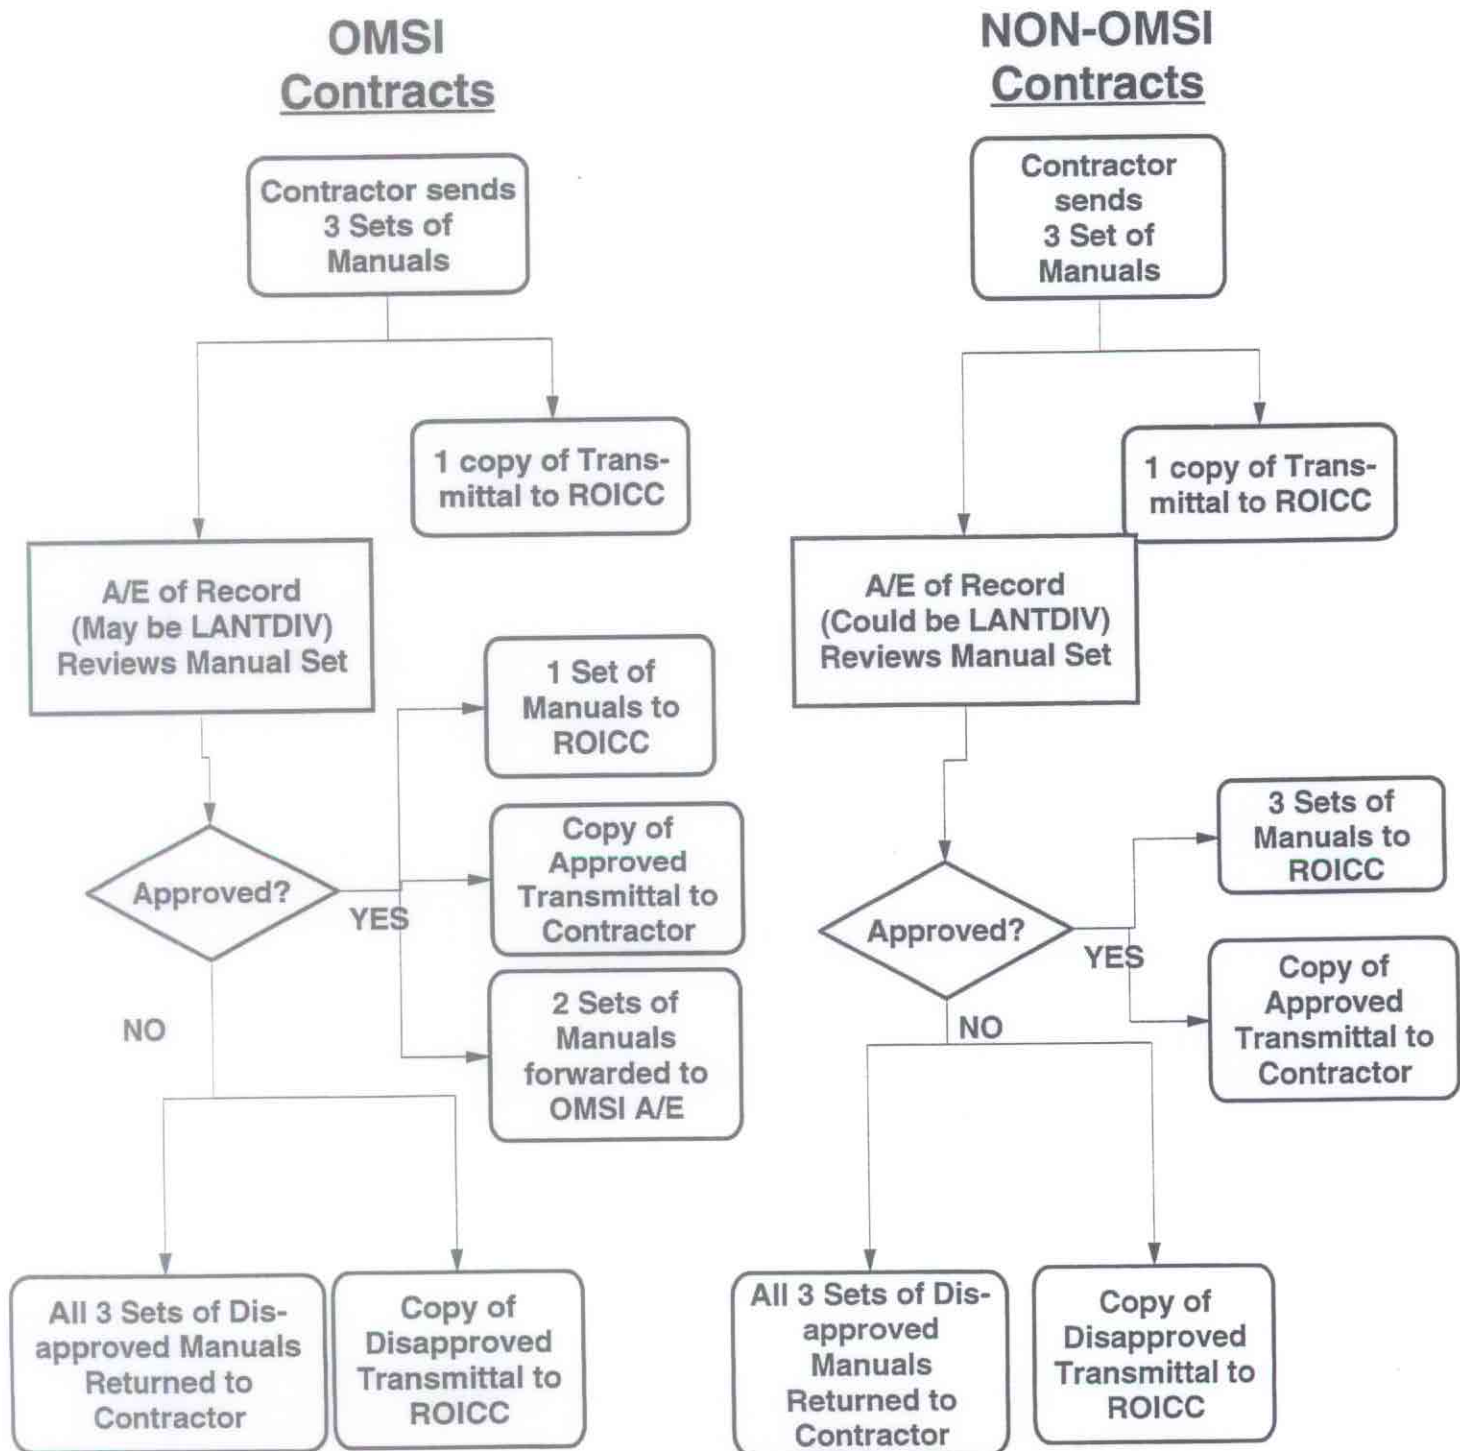 OMSI
Contracts
Contractor sends
3 Sets of
Manuals
1 copy of Trans-
mittal to ROICC
A/E of Record
(May be LANTDIV)
Reviews Manual Set
1 Set of
Manuals to
ROICC
Approved?
YES
Copy of
Approved
Transmittal to
Contractor
2 Sets of
Manuals
forwarded to
OMSI A/E
NO
All 3 Sets of Dis-
approved Manuals
Returned to
Contractor
Copy of
Disapproved
Transmittal to
ROICC
NON-OMSI
Contracts
Contractor
sends
3 Set of
Manuals
1 copy of Trans-
mittal to ROICC
A/E of Record
(Could be LANTDIV)
Reviews Manual Set
Approved?
YES
3 Sets of
Manuals to
ROICC
Copy of
Approved
Transmittal to
Contractor
NO
All 3 Sets of Dis-
approved
Manuals
Returned to
Contractor
Copy of
Disapproved
Transmittal to
ROICC